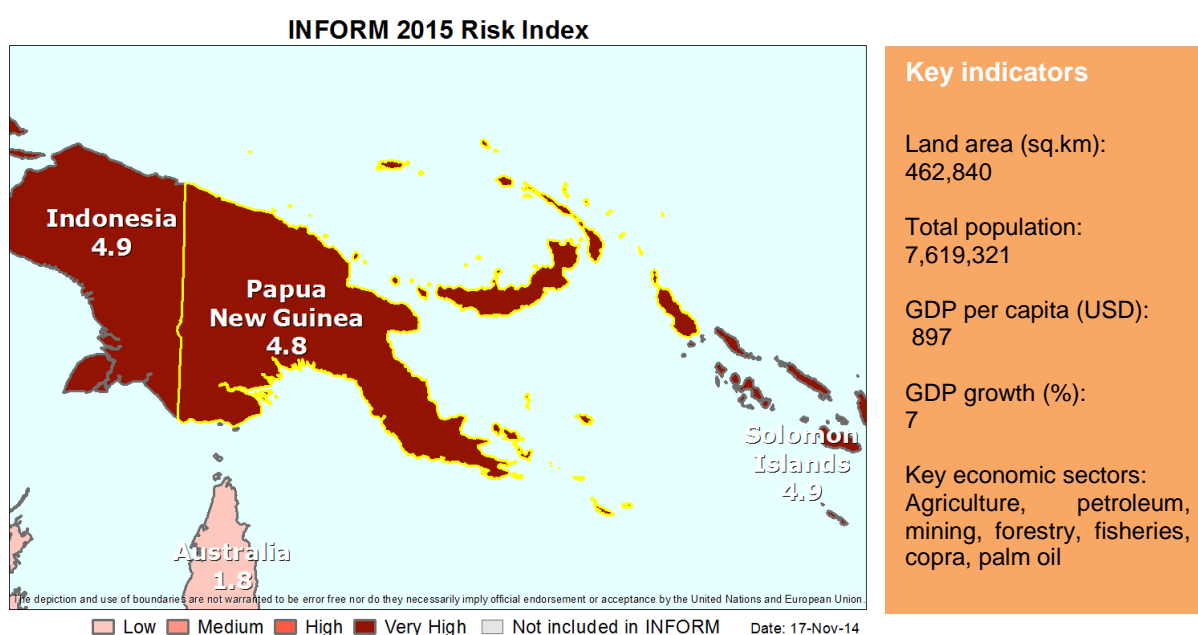 INFORM 2015 Risk Index
Indonesia
4.9
Papua
New Guinea
4.8
Solomon
Islands
4.9
Australia
1.8
The depiction and use of boundaries are not warranted to be error free nor do they necessarily imply official endorsement or acceptance by the United Nations and European Union.
Low Medium High Very High Not included in INFORM Date: 17-Nov-14
Key indicators
Land area (sq.km):
462,840
Total population:
7,619,321
GDP per capita (USD):
897
GDP growth (%):
7
Key economic sectors:
Agriculture, petroleum,
mining, forestry, fisheries,
copra, palm oil